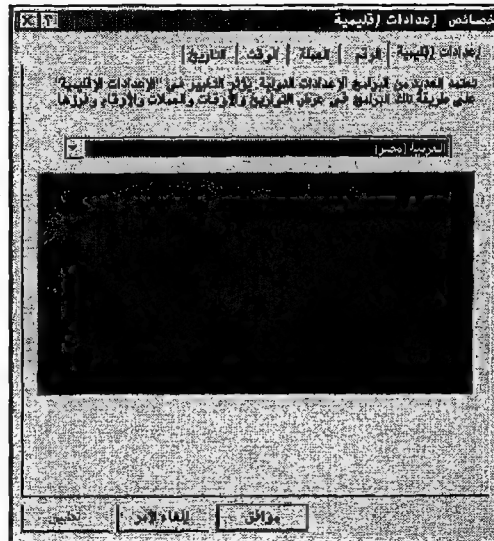 خصائص إعدادات إقليمية
إعدادات إقليمية الرقم العملة الوقت التاريخ
تعتمد العديد من البرامج الإعدادات الدولية. يؤثر التغيير في "الإعدادات الإقليمية"
على طريقة تلك البرامج في عرض التواريخ والأوقات والعملات والأرقام وفرزها
العربية (مصر)
موافق إلغاء الأمر تطبيق